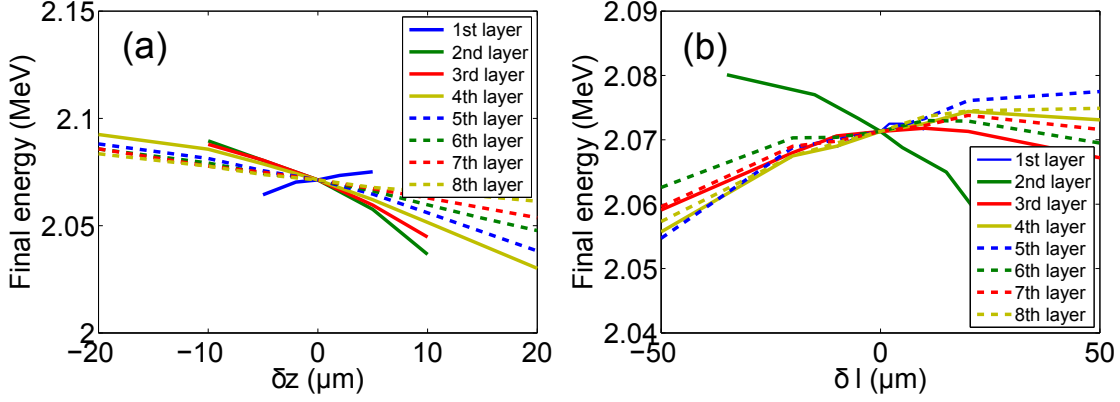 (a)
Final energy (MeV)
2.15
2.1
2.05
2
−20
−10
0
10
20
δz (μm)
1st layer
2nd layer
3rd layer
4th layer
5th layer
6th layer
7th layer
8th layer
(b)
Final energy (MeV)
2.09
2.08
2.07
2.06
2.05
2.04
−50
0
50
δ l (μm)
1st layer
2nd layer
3rd layer
4th layer
5th layer
6th layer
7th layer
8th layer